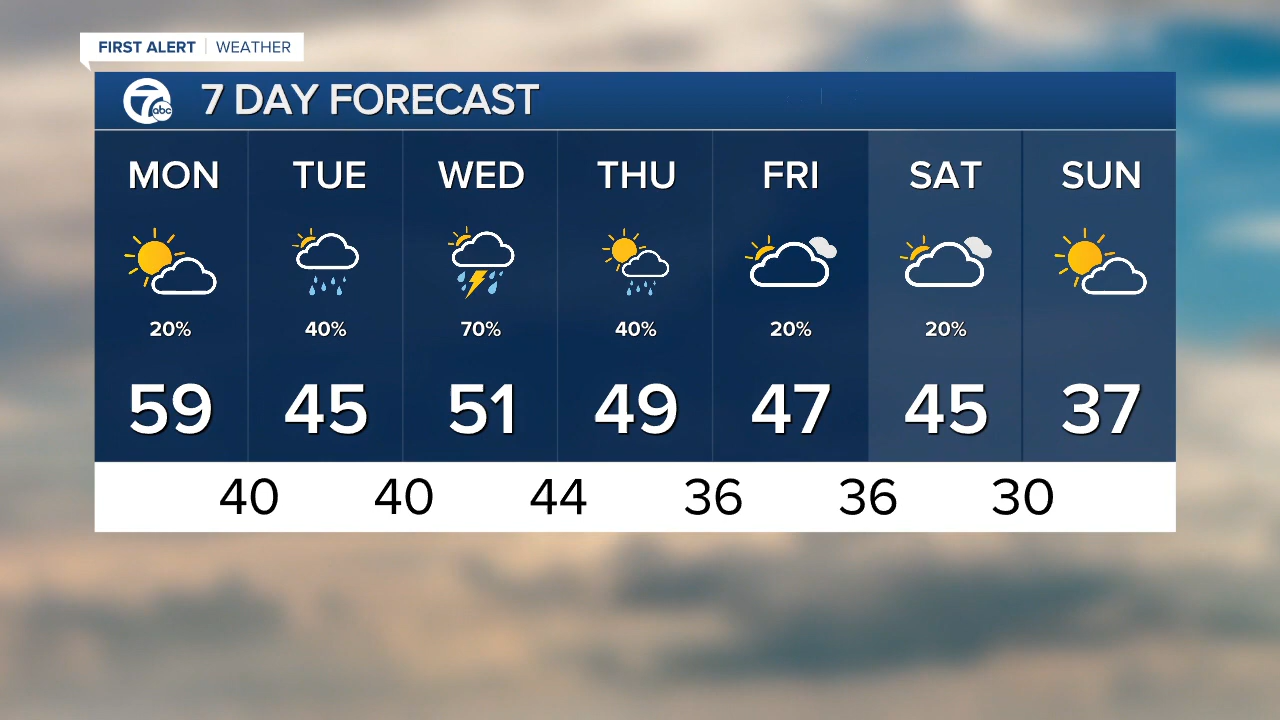 FIRST ALERT | WEATHER
7 abc 7 DAY FORECAST
MON TUE WED THU FRI SAT SUN
20% 40% 70% 40% 20% 20%
59 45 51 49 47 45 37
40 40 44 36 36 30